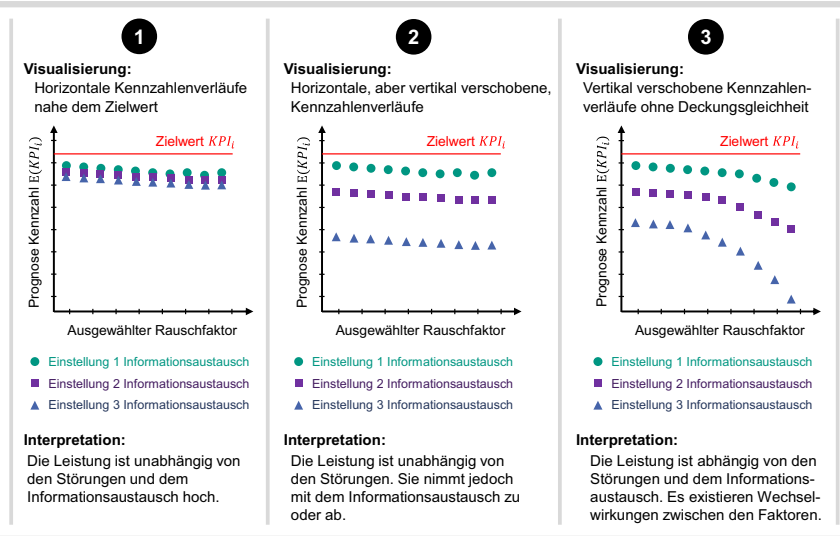 1
Visualisierung:
Horizontale Kennzahlenverläufe
nahe dem Zielwert
Zielwert KPIᵢ
Prognose Kennzahl E(KPIᵢ)
Ausgewählter Rauschfaktor
Einstellung 1 Informationsaustausch
Einstellung 2 Informationsaustausch
Einstellung 3 Informationsaustausch
Interpretation:
Die Leistung ist unabhängig von
den Störungen und dem
Informationsaustausch hoch.
2
Visualisierung:
Horizontale, aber vertikal verschobene,
Kennzahlenverläufe
Zielwert KPIᵢ
Prognose Kennzahl E(KPIᵢ)
Ausgewählter Rauschfaktor
Einstellung 1 Informationsaustausch
Einstellung 2 Informationsaustausch
Einstellung 3 Informationsaustausch
Interpretation:
Die Leistung ist unabhängig von
den Störungen. Sie nimmt jedoch
mit dem Informationsaustausch zu
oder ab.
3
Visualisierung:
Vertikal verschobene Kennzahlen-
verläufe ohne Deckungsgleichheit
Zielwert KPIᵢ
Prognose Kennzahl E(KPIᵢ)
Ausgewählter Rauschfaktor
Einstellung 1 Informationsaustausch
Einstellung 2 Informationsaustausch
Einstellung 3 Informationsaustausch
Interpretation:
Die Leistung ist abhängig von den
Störungen und dem Informations-
austausch. Es existieren Wechsel-
wirkungen zwischen den Faktoren.